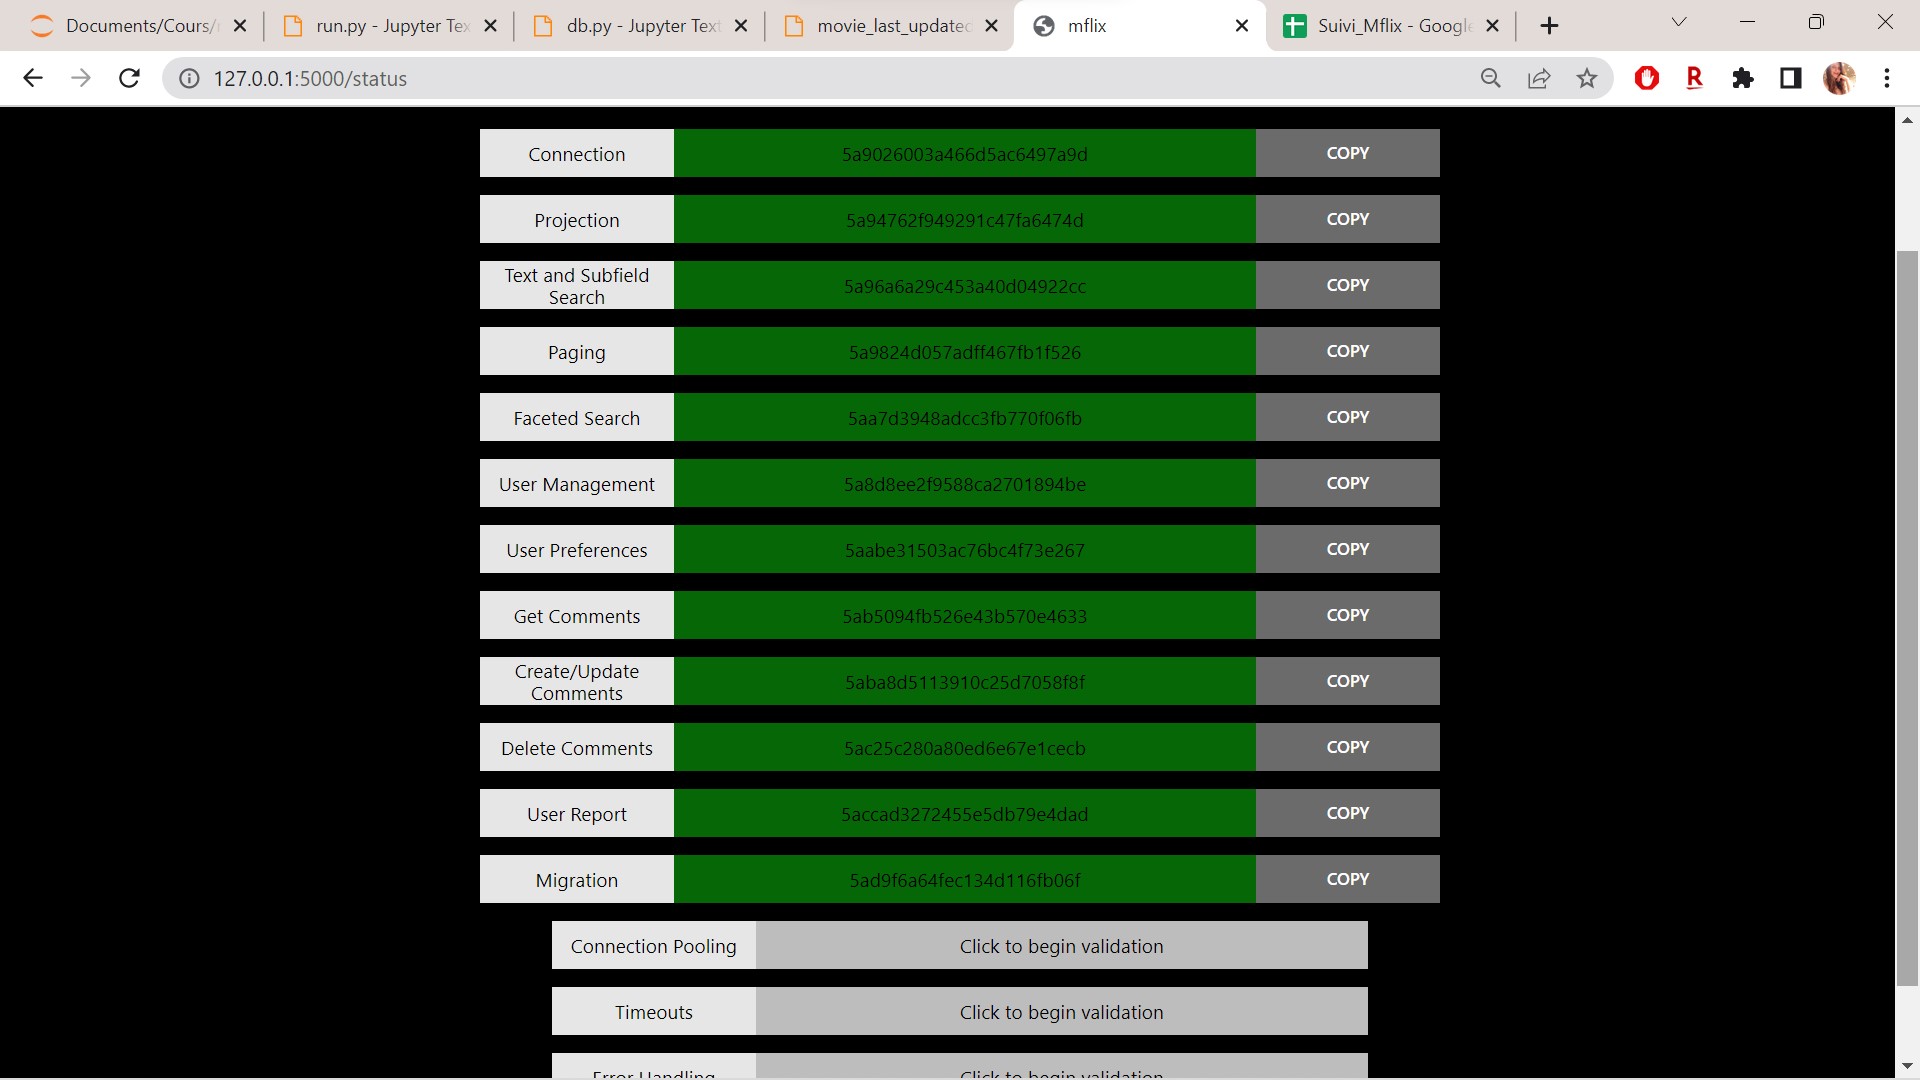 Documents/Cours/
run.py - Jupyter Tex
db.py - Jupyter Text
movie_last_updated
mflix
Suivi_Mflix - Google
127.0.0.1:5000/status
Connection 5a9026003a466d5ac6497a9d COPY
Projection 5a94762f949291c47fa6474d COPY
Text and Subfield
Search
5a96a6a29c453a40d04922cc COPY
Paging 5a9824d057adff467fb1f526 COPY
Faceted Search 5aa7d3948adcc3fb770f06fb COPY
User Management 5a8d8ee2f9588ca2701894be COPY
User Preferences 5aabe31503ac76bc4f73e267 COPY
Get Comments 5ab5094fb526e43b570e4633 COPY
Create/Update
Comments
5aba8d5113910c25d7058f8f COPY
Delete Comments 5ac25c280a80ed6e67e1cecb COPY
User Report 5accad3272455e5db79e4dad COPY
Migration 5ad9f6a64fec134d116fb06f COPY
Connection Pooling Click to begin validation
Timeouts Click to begin validation
Error Handling Click to begin validation